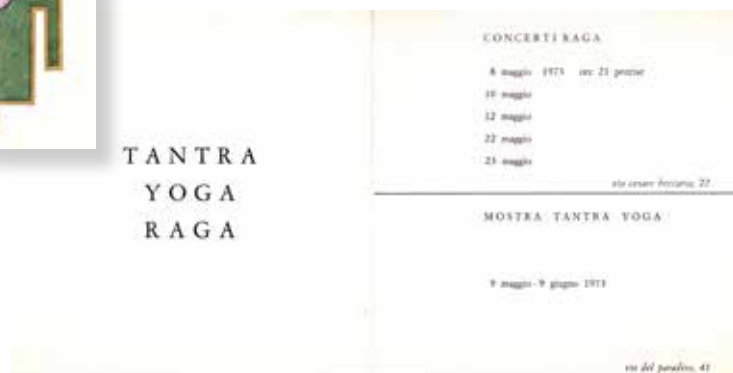 TANTRA
YOGA
RAGA
CONCERTI RAGA
8 maggio 1973 ore 21 precise
10 maggio
12 maggio
22 maggio
23 maggio
via cesare beccaria, 22
MOSTRA TANTRA YOGA
9 maggio - 9 giugno 1973
via del paradiso, 41